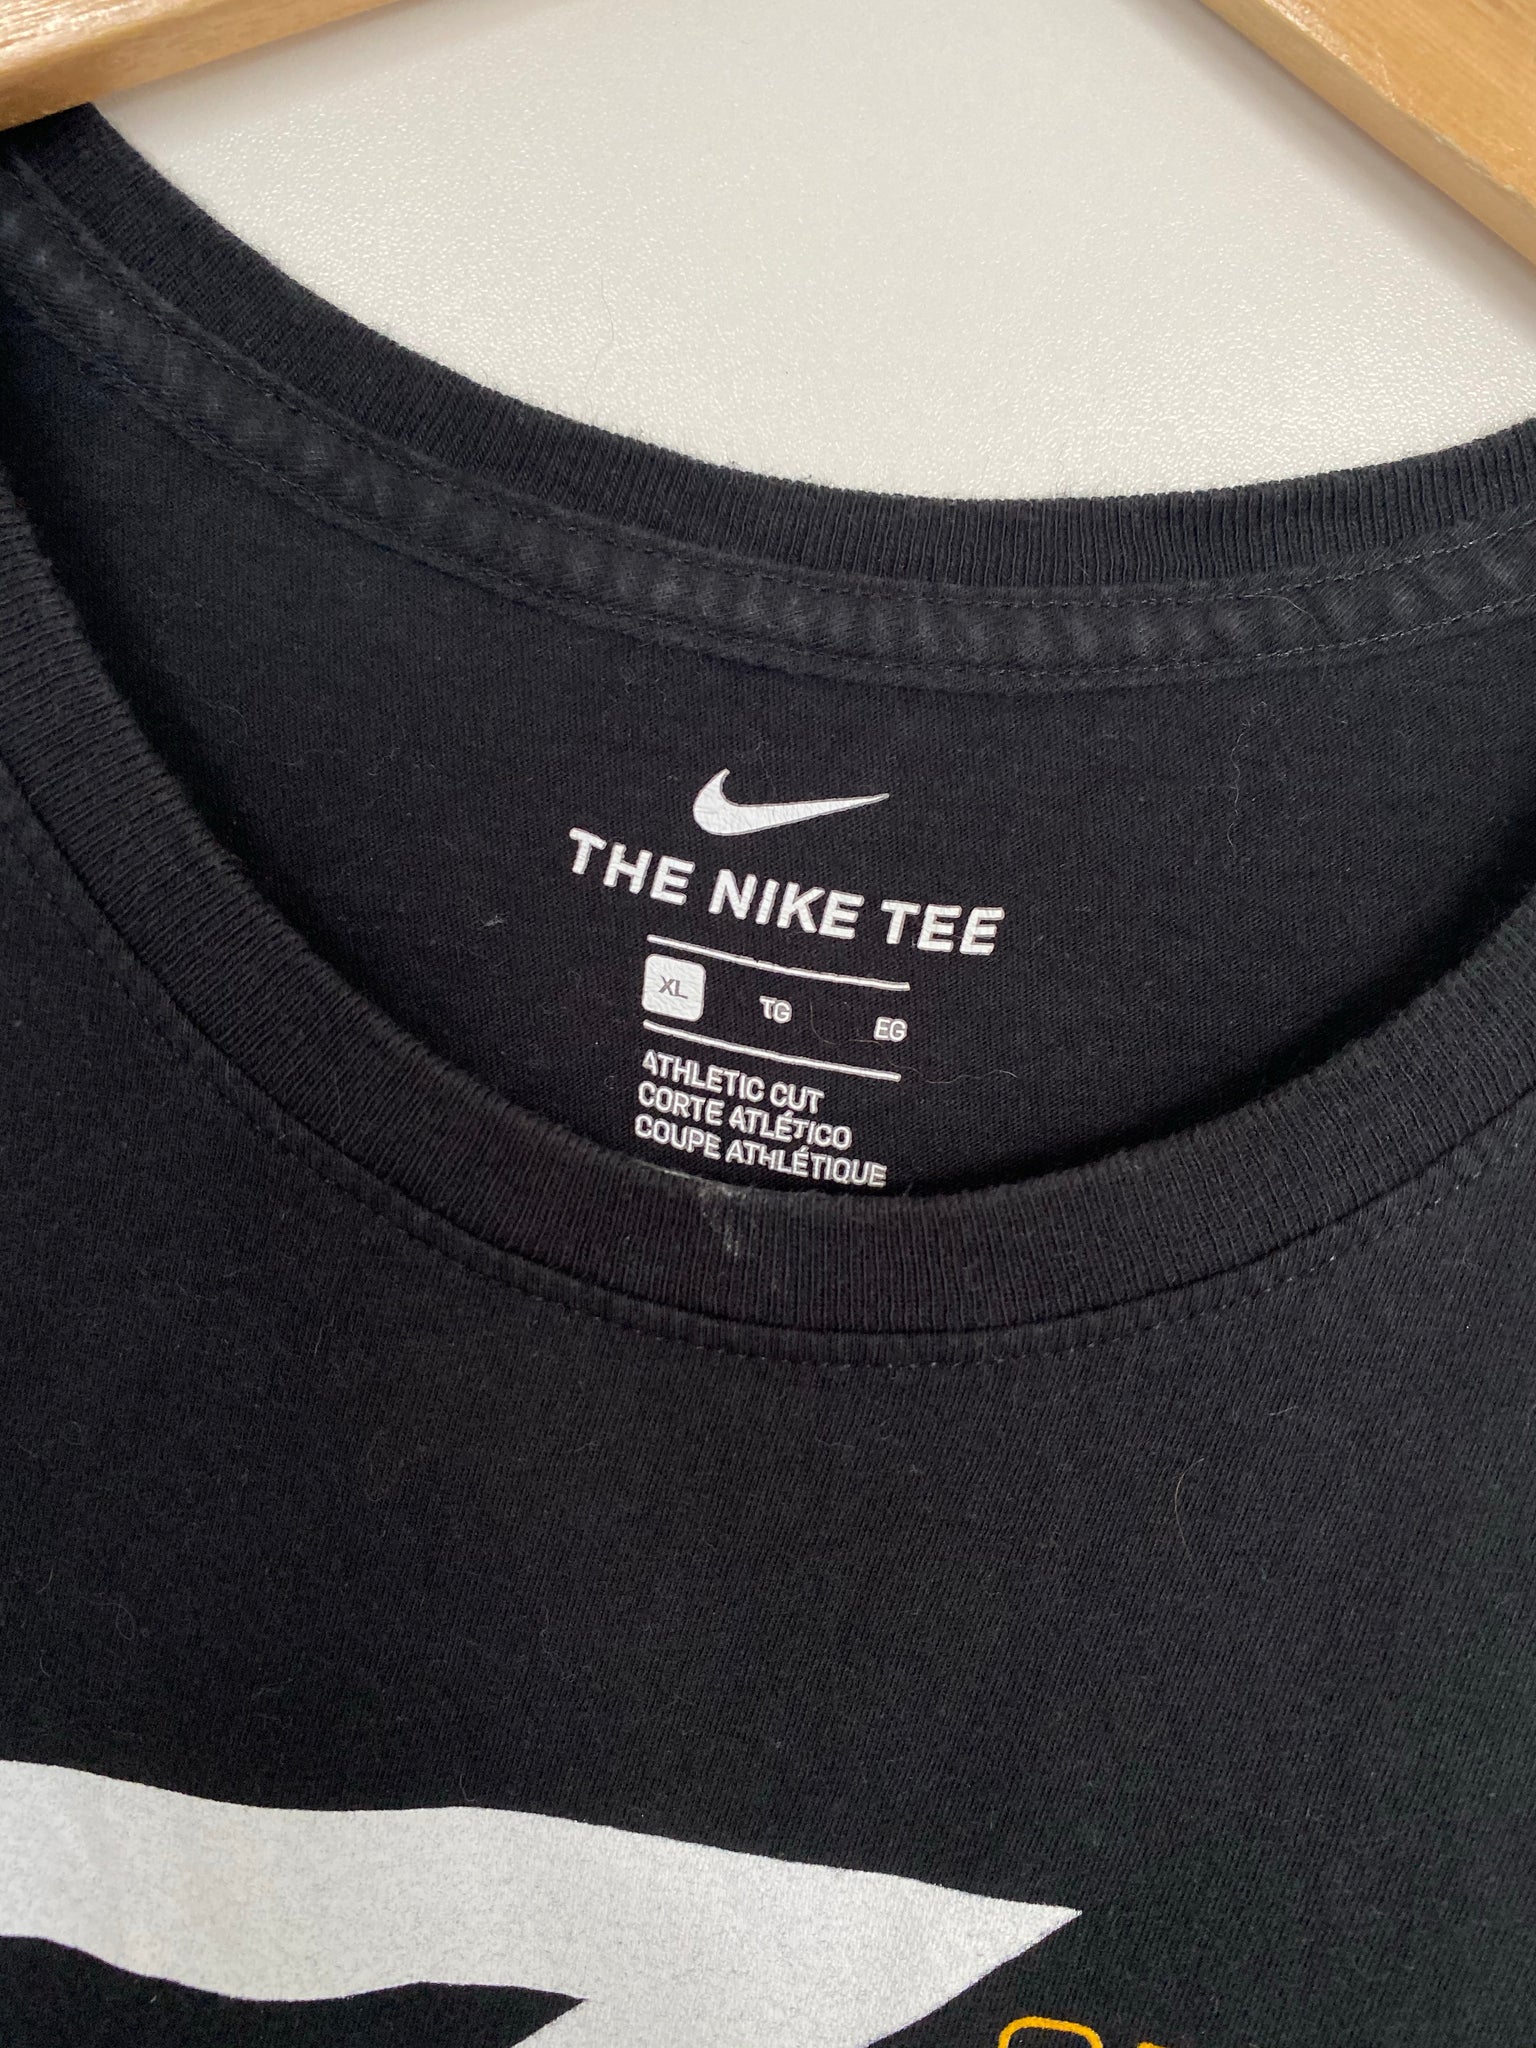 THE NIKE TEE
XL TG EG
ATHLETIC CUT
CORTE ATLÉTICO
COUPE ATHLÉTIQUE